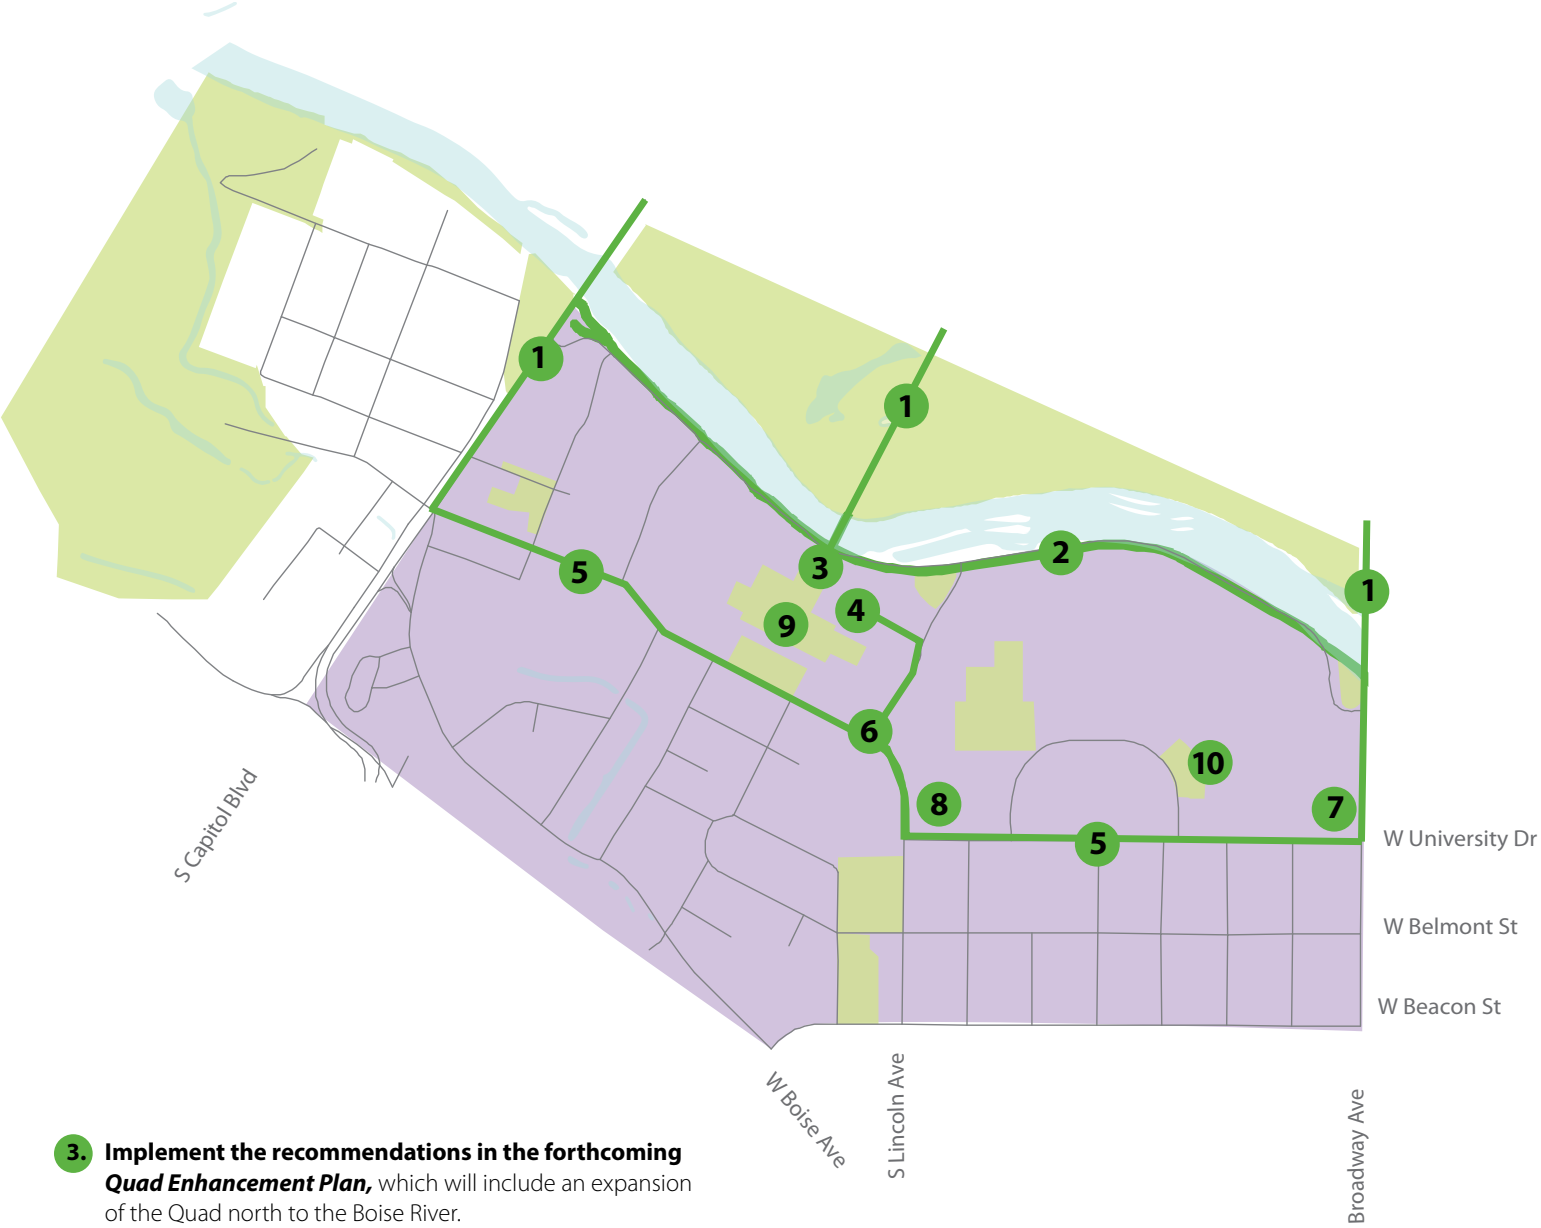 1
1
2
1
3
5
4
9
6
10
8
7
5
W University Dr
W Belmont St
W Beacon St
S Capitol Blvd
W Boise Ave
S Lincoln Ave
Broadway Ave
3. Implement the recommendations in the forthcoming
Quad Enhancement Plan, which will include an expansion
of the Quad north to the Boise River.